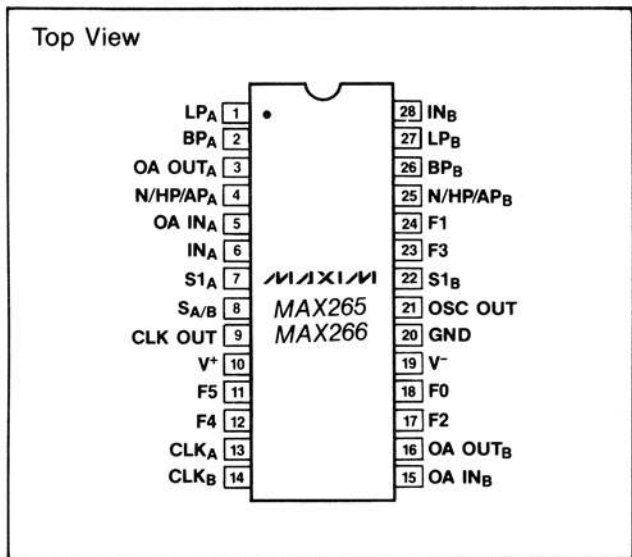 Top View
LPA 1
BPA 2
OA OUTA 3
N/HP/APA 4
OA INA 5
INA 6
S1A 7
SA/B 8
CLK OUT 9
V+ 10
F5 11
F4 12
CLKA 13
CLKB 14
MAXIM
MAX265
MAX266
28 INB
27 LPB
26 BPB
25 N/HP/APB
24 F1
23 F3
22 S1B
21 OSC OUT
20 GND
19 V−
18 F0
17 F2
16 OA OUTB
15 OA INB